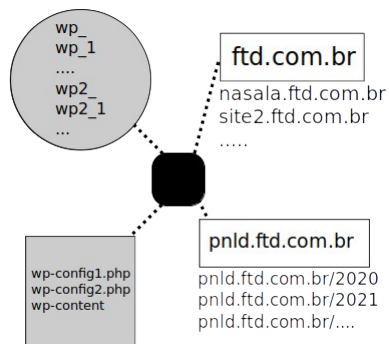 wp_
wp_1
....
wp2_
wp2_1
...
ftd.com.br
nasala.ftd.com.br
site2.ftd.com.br
.....
wp-config1.php
wp-config2.php
wp-content
pnld.ftd.com.br
pnld.ftd.com.br/2020
pnld.ftd.com.br/2021
pnld.ftd.com.br/....